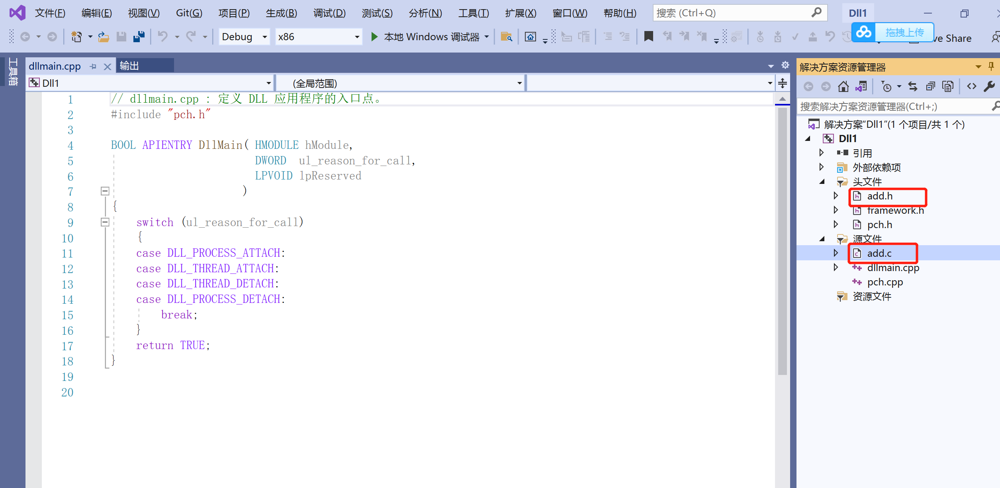 文件(F) 编辑(E) 视图(V) Git(G) 项目(P) 生成(B) 调试(D) 测试(S) 分析(N) 工具(T) 扩展(X) 窗口(W) 帮助(H) 搜索 (Ctrl+Q) Dll1
Debug x86 本地 Windows 调试器 拖拽上传 ve Share
工具箱
dllmain.cpp 输出
Dll1 (全局范围)
1 // dllmain.cpp : 定义 DLL 应用程序的入口点。
2 #include "pch.h"
3
4 BOOL APIENTRY DllMain( HMODULE hModule,
5 DWORD  ul_reason_for_call,
6 LPVOID lpReserved
7 )
8 {
9 switch (ul_reason_for_call)
10 {
11 case DLL_PROCESS_ATTACH:
12 case DLL_THREAD_ATTACH:
13 case DLL_THREAD_DETACH:
14 case DLL_PROCESS_DETACH:
15 break;
16 }
17 return TRUE;
18 }
19
20
解决方案资源管理器
搜索解决方案资源管理器(Ctrl+;)
解决方案"Dll1"(1 个项目/共 1 个)
Dll1
引用
外部依赖项
头文件
add.h
framework.h
pch.h
源文件
add.c
dllmain.cpp
pch.cpp
资源文件